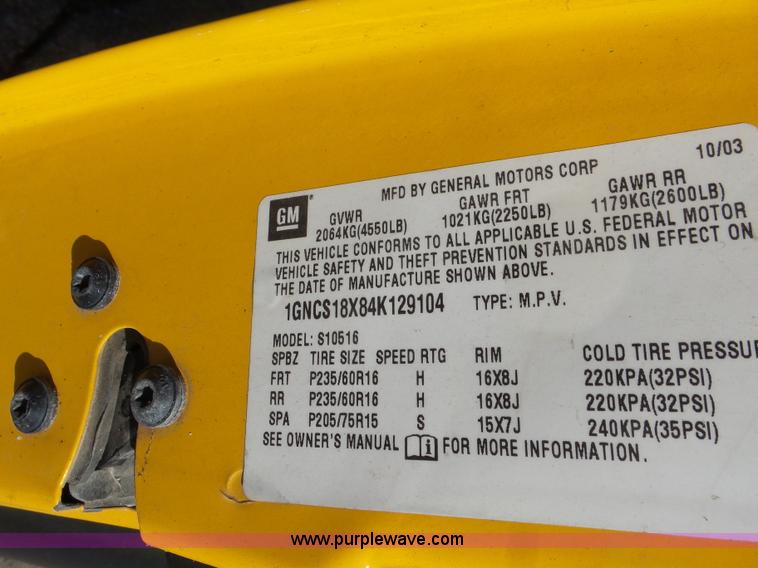 MFD BY GENERAL MOTORS CORP 10/03
GM
GVWR GAWR FRT GAWR RR
2064KG(4550LB) 1021KG(2250LB) 1179KG(2600LB)
THIS VEHICLE CONFORMS TO ALL APPLICABLE U.S. FEDERAL MOTOR
VEHICLE SAFETY AND THEFT PREVENTION STANDARDS IN EFFECT ON
THE DATE OF MANUFACTURE SHOWN ABOVE.
1GNCS18X84K129104 TYPE: M.P.V.
MODEL: S10516
SPBZ TIRE SIZE SPEED RTG RIM COLD TIRE PRESSU
FRT P235/60R16 H 16X8J 220KPA(32PSI)
RR P235/60R16 H 16X8J 220KPA(32PSI)
SPA P205/75R15 S 15X7J 240KPA(35PSI)
SEE OWNER'S MANUAL i FOR MORE INFORMATION.
www.purplewave.com